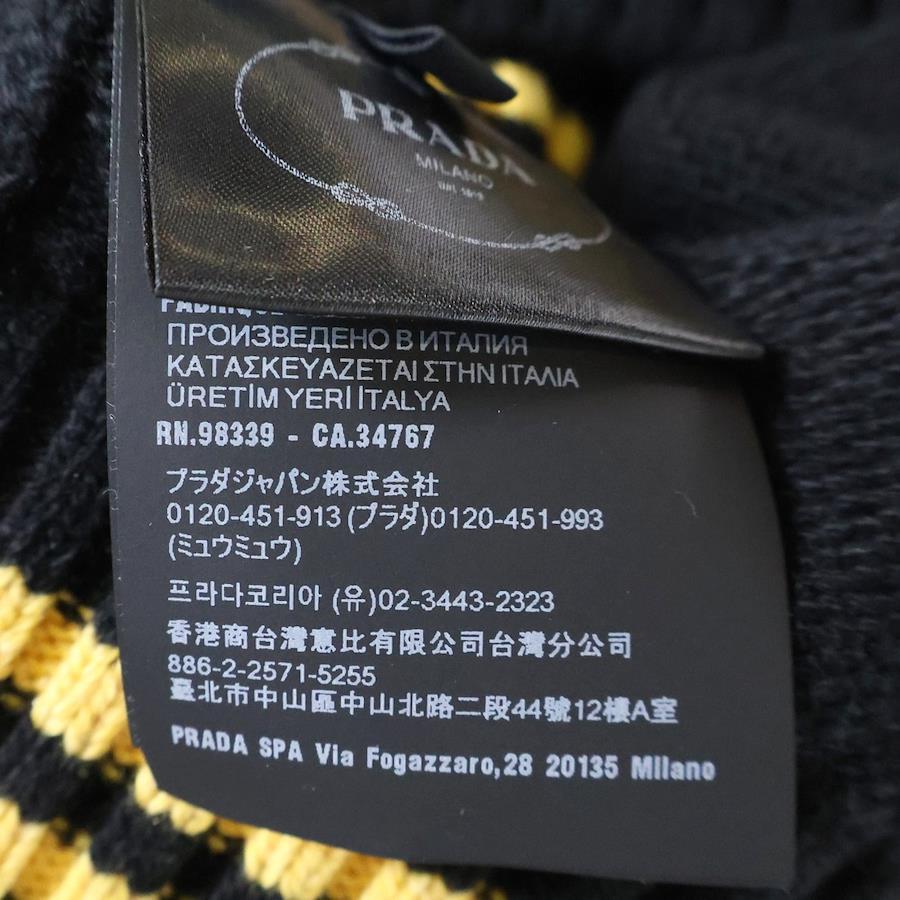 PRADA
MILANO
ПРОИЗВЕДЕНО В ИТАЛИЯ
ΚΑΤΑΣΚΕΥΑΖΕΤΑΙ ΣΤΗΝ ΙΤΑΛΙΑ
ÜRETİM YERİ İTALYA
RN.98339 - CA.34767
プラダジャパン株式会社
0120-451-913 (プラダ)0120-451-993
(ミュウミュウ)
프라다코리아 (유)02-3443-2323
香港商台灣惠比有限公司台灣分公司
886-2-2571-5255
臺北市中山區中山北路二段44號12樓A室
PRADA SPA Via Fogazzaro,28 20135 Milano